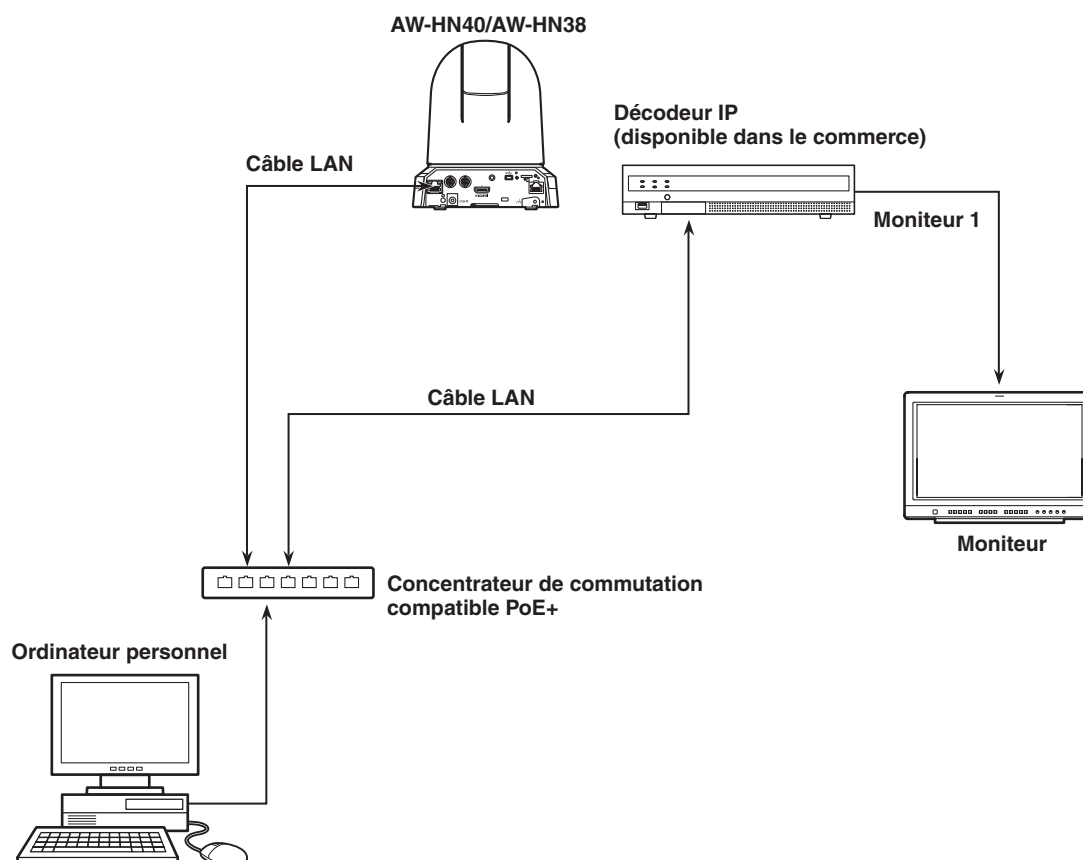 AW-HN40/AW-HN38
Décodeur IP
(disponible dans le commerce)
Câble LAN
Moniteur 1
Câble LAN
Moniteur
Concentrateur de commutation
compatible PoE+
Ordinateur personnel